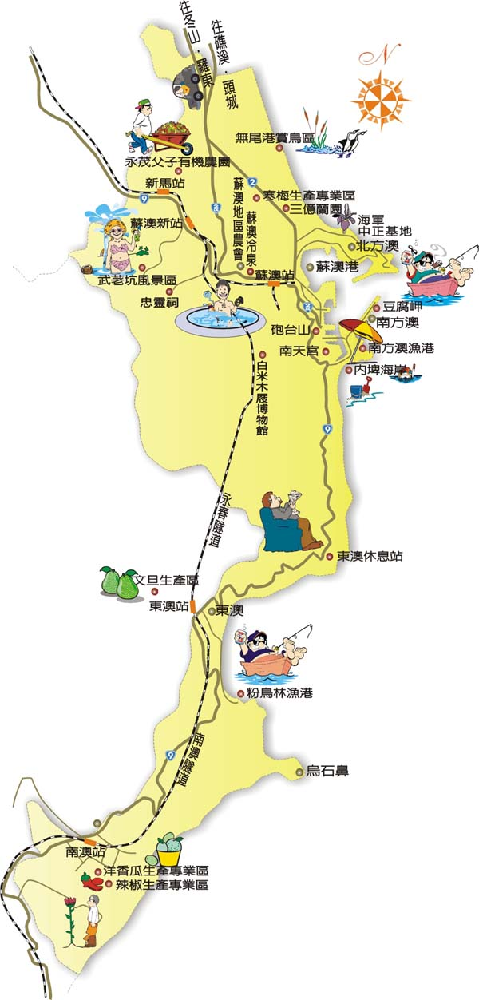 往冬山．羅東
往礁溪．頭城
N
無尾港賞鳥區
永茂父子有機農園
新馬站
9
2
寒梅生產專業區
三億蘭園
蘇澳地區農會
蘇澳冷泉
蘇澳新站
海軍
中正基地
北方澳
蘇澳港
蘇澳站
武荖坑風景區
忠靈祠
豆腐岬
南方澳
砲台山
南天宮
南方澳漁港
內埤海岸
白米木屐博物館
9
永春隧道
東澳休息站
文旦生產區
東澳站
東澳
粉鳥林漁港
9
南澳隧道
烏石鼻
南澳站
洋香瓜生產專業區
辣椒生產專業區